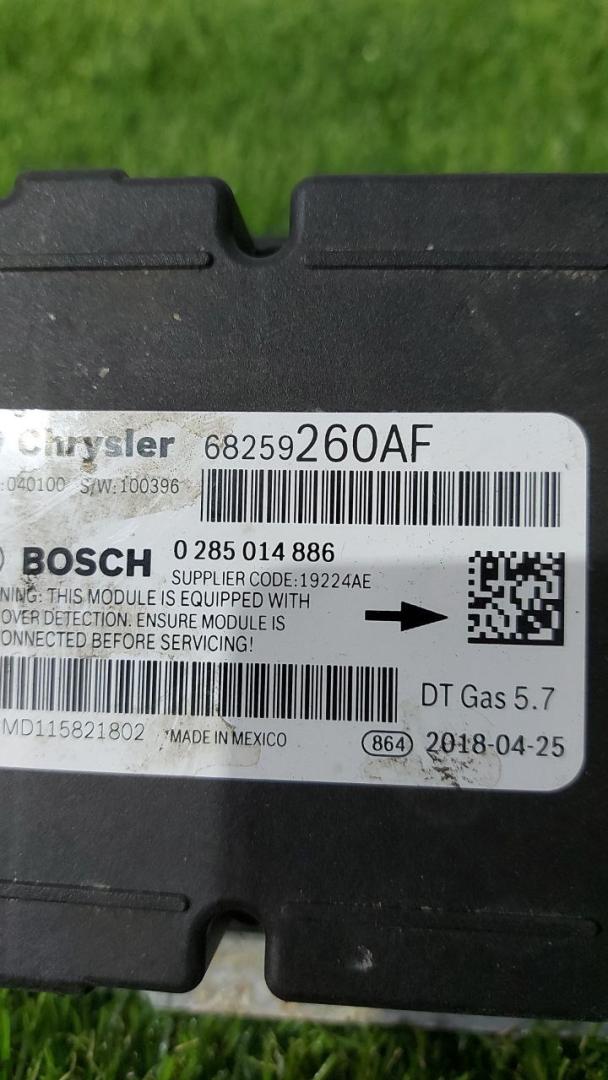 Chrysler 68259260AF
:040100 S/W:100396
BOSCH 0 285 014 886
SUPPLIER CODE:19224AE
NING: THIS MODULE IS EQUIPPED WITH
OVER DETECTION. ENSURE MODULE IS
ONNECTED BEFORE SERVICING!
DT Gas 5.7
MD115821802 *MADE IN MEXICO 864 2018-04-25